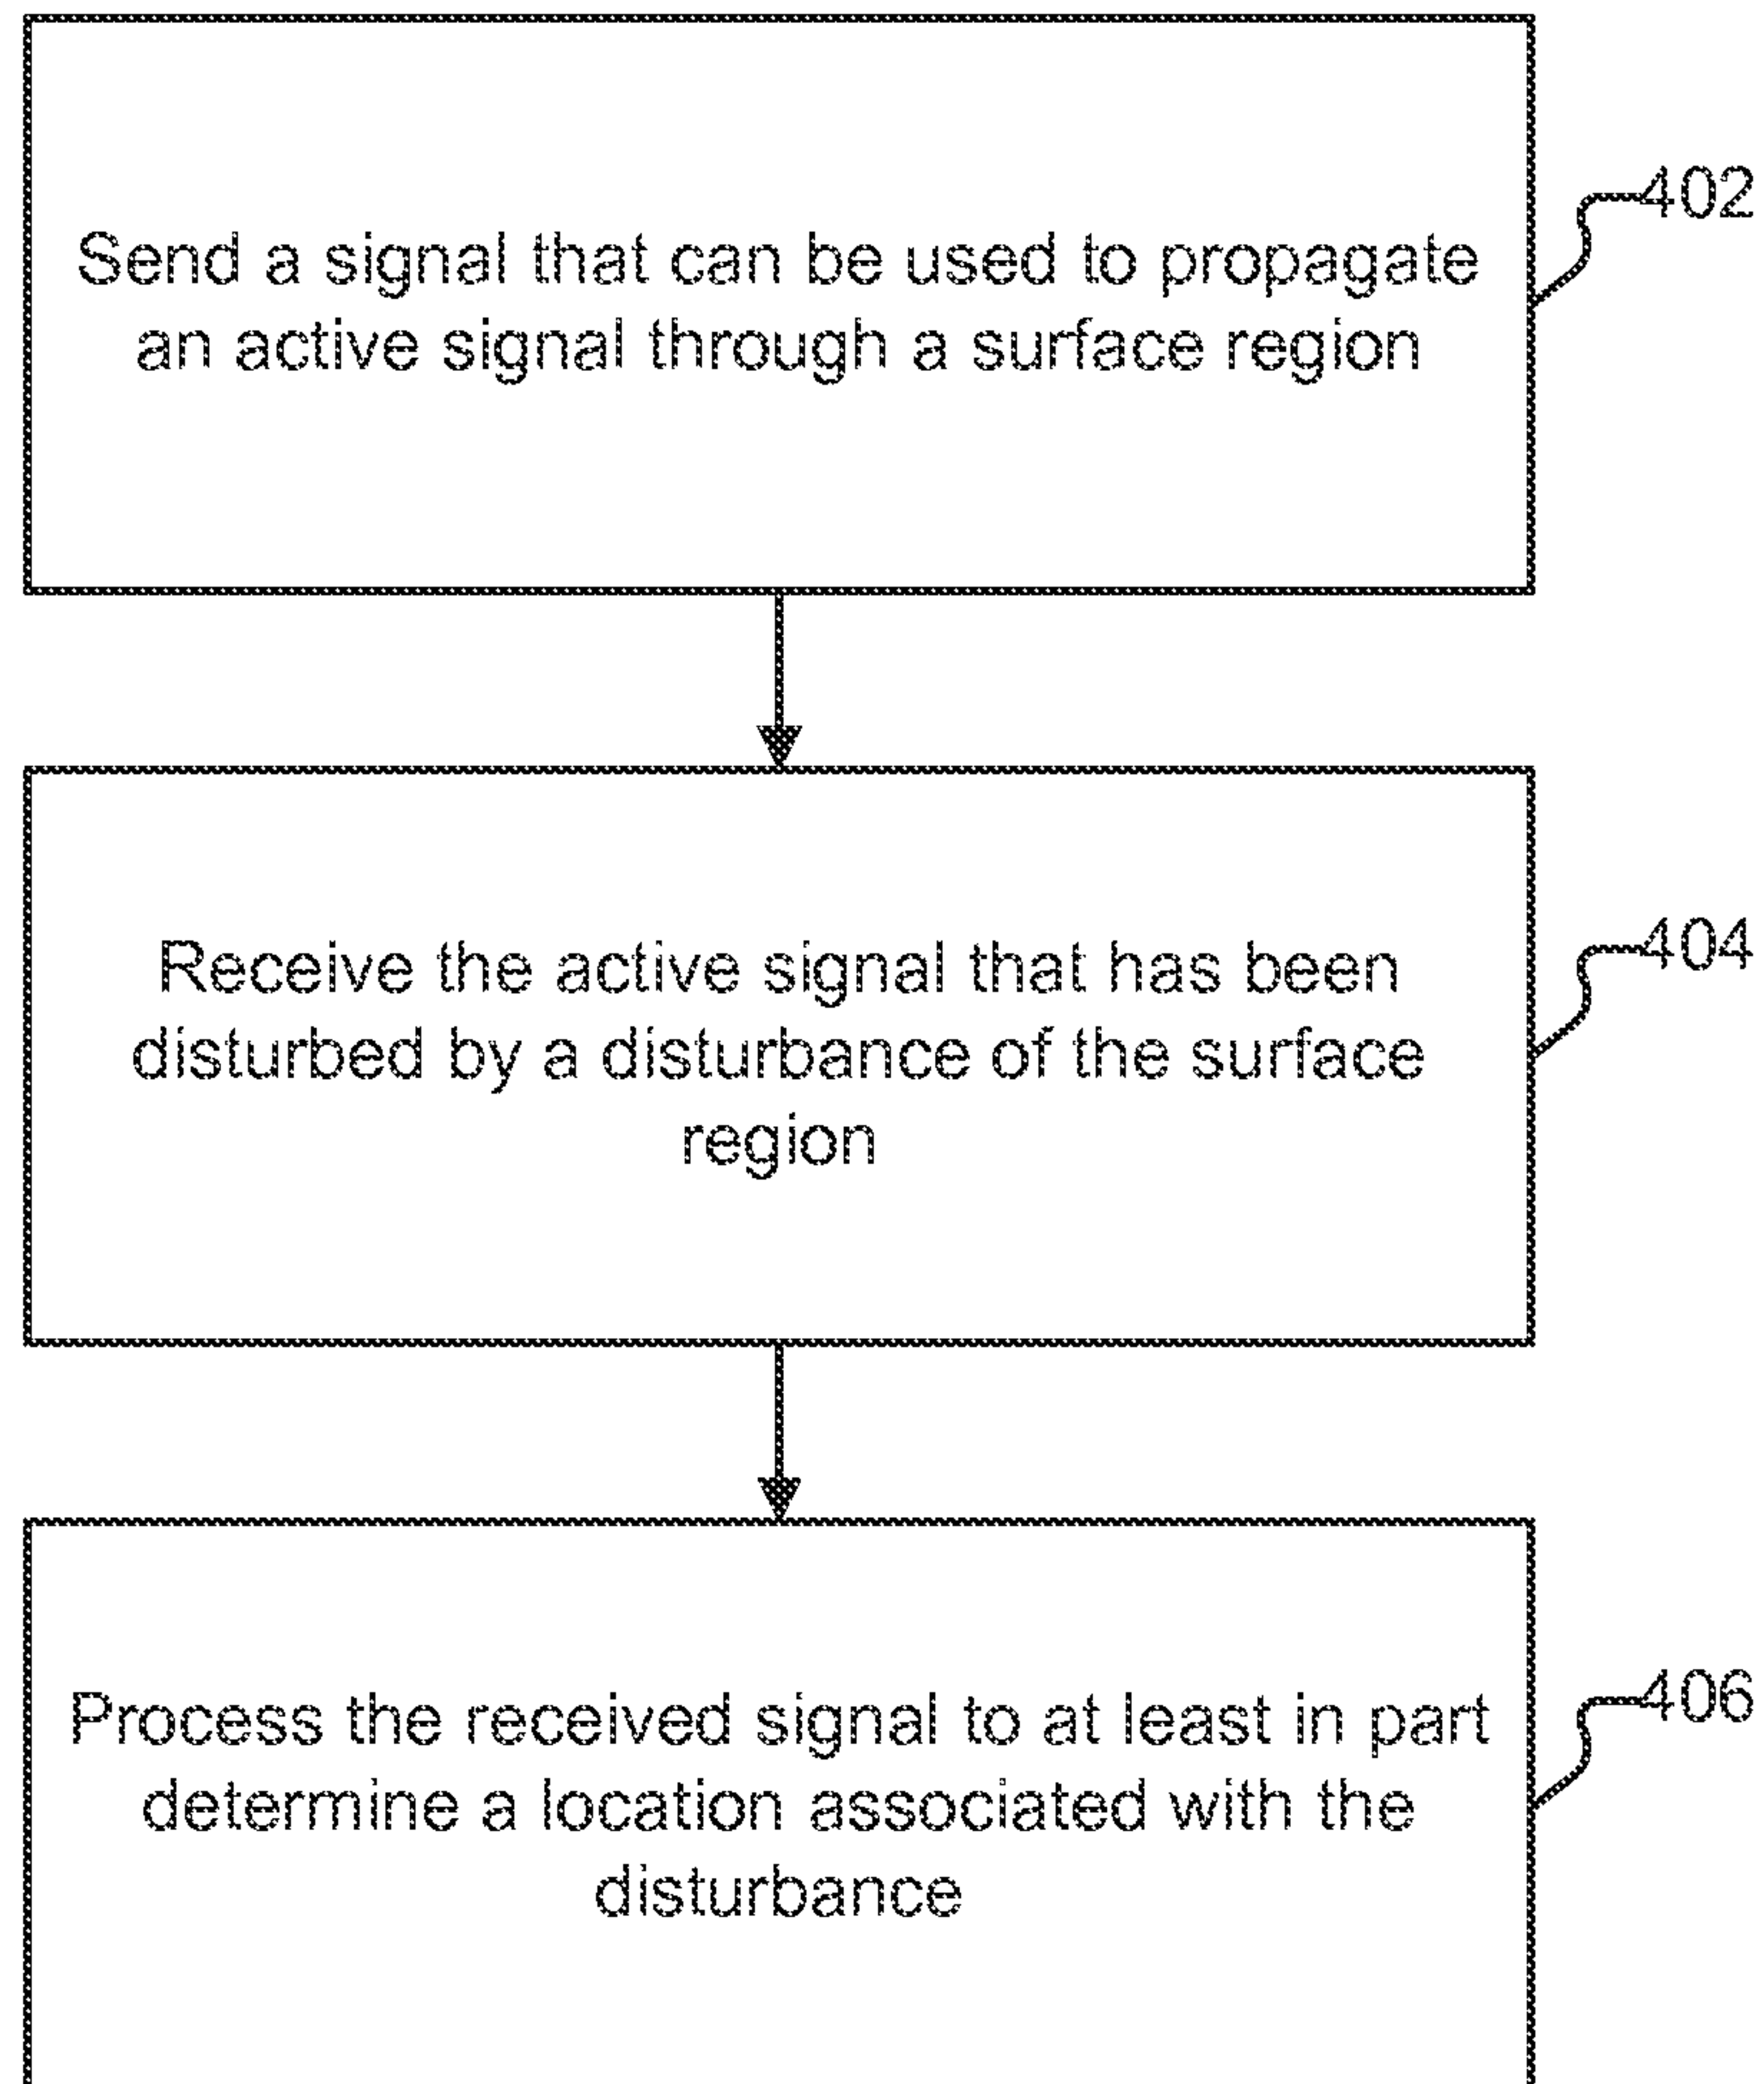 Send a signal that can be used to propagate
an active signal through a surface region
402
Receive the active signal that has been
disturbed by a disturbance of the surface
region
404
Process the received signal to at least in part
determine a location associated with the
disturbance
406